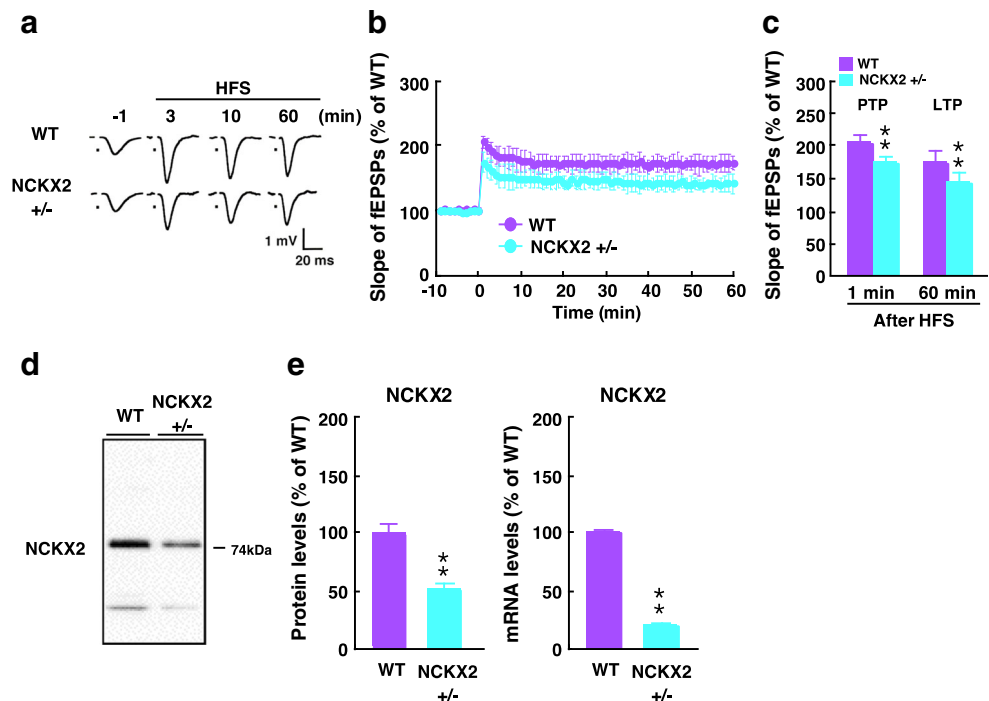 a
HFS
-1 3 10 60 (min)
WT
NCKX2
+/-
1 mV
20 ms
b
Slope of fEPSPs (% of WT)
300
250
200
150
100
50
0
-10 0 10 20 30 40 50 60
Time (min)
WT
NCKX2 +/-
c
WT
NCKX2 +/-
Slope of fEPSPs (% of WT)
300
250
200
150
100
50
0
PTP LTP
* *
* *
1 min 60 min
After HFS
d
WT NCKX2
+/-
NCKX2
74kDa
e
NCKX2
Protein levels (% of WT)
200
150
100
50
0
* *
WT NCKX2
+/-
NCKX2
mRNA levels (% of WT)
200
150
100
50
0
* *
WT NCKX2
+/-